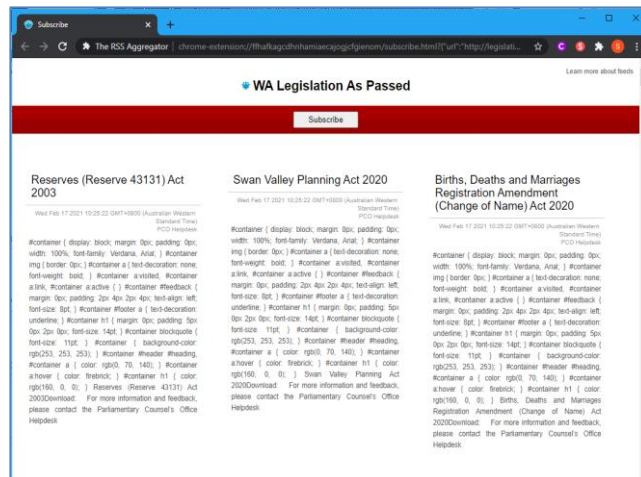 Subscribe
The RSS Aggregator | chrome-extension://ffhafkagcdhnhamiaecajogjcfgienom/subscribe.html?{"url":"http://legislati...
Learn more about feeds
WA Legislation As Passed
Subscribe
Reserves (Reserve 43131) Act
2003
Wed Feb 17 2021 10:25:22 GMT+0800 (Australian Western
Standard Time)
PCO Helpdesk
#container { display: block; margin: 0px; padding: 0px;
width: 100%; font-family: Verdana, Arial; } #container
img { border: 0px; } #container a { text-decoration: none;
font-weight: bold; } #container a:visited, #container
a:link, #container a:active { } #container #feedback {
margin: 0px; padding: 2px 4px 2px 4px; text-align: left;
font-size: 8pt; } #container #footer a { text-decoration:
underline; } #container h1 { margin: 0px; padding: 5px
0px 2px 0px; font-size: 14pt; } #container blockquote {
font-size: 11pt; } #container { background-color:
rgb(253, 253, 253); } #container #header #heading,
#container a { color: rgb(0, 70, 140); } #container
a:hover { color: firebrick; } #container h1 { color:
rgb(160, 0, 0); } Reserves (Reserve 43131) Act
2003Download: For more information and feedback,
please contact the Parliamentary Counsel's Office
Helpdesk
Swan Valley Planning Act 2020
Wed Feb 17 2021 10:25:22 GMT+0800 (Australian Western
Standard Time)
PCO Helpdesk
#container { display: block; margin: 0px; padding: 0px;
width: 100%; font-family: Verdana, Arial; } #container
img { border: 0px; } #container a { text-decoration: none;
font-weight: bold; } #container a:visited, #container
a:link, #container a:active { } #container #feedback {
margin: 0px; padding: 2px 4px 2px 4px; text-align: left;
font-size: 8pt; } #container #footer a { text-decoration:
underline; } #container h1 { margin: 0px; padding: 5px
0px 2px 0px; font-size: 14pt; } #container blockquote {
font-size: 11pt; } #container { background-color:
rgb(253, 253, 253); } #container #header #heading,
#container a { color: rgb(0, 70, 140); } #container
a:hover { color: firebrick; } #container h1 { color:
rgb(160, 0, 0); } Swan Valley Planning Act
2020Download: For more information and feedback,
please contact the Parliamentary Counsel's Office
Helpdesk
Births, Deaths and Marriages
Registration Amendment
(Change of Name) Act 2020
Wed Feb 17 2021 10:25:22 GMT+0800 (Australian Western
Standard Time)
PCO Helpdesk
#container { display: block; margin: 0px; padding: 0px;
width: 100%; font-family: Verdana, Arial; } #container
img { border: 0px; } #container a { text-decoration: none;
font-weight: bold; } #container a:visited, #container
a:link, #container a:active { } #container #feedback {
margin: 0px; padding: 2px 4px 2px 4px; text-align: left;
font-size: 8pt; } #container #footer a { text-decoration:
underline; } #container h1 { margin: 0px; padding: 5px
0px 2px 0px; font-size: 14pt; } #container blockquote {
font-size: 11pt; } #container { background-color:
rgb(253, 253, 253); } #container #header #heading,
#container a { color: rgb(0, 70, 140); } #container
a:hover { color: firebrick; } #container h1 { color:
rgb(160, 0, 0); } Births, Deaths and Marriages
Registration Amendment (Change of Name) Act
2020Download: For more information and feedback,
please contact the Parliamentary Counsel's Office
Helpdesk